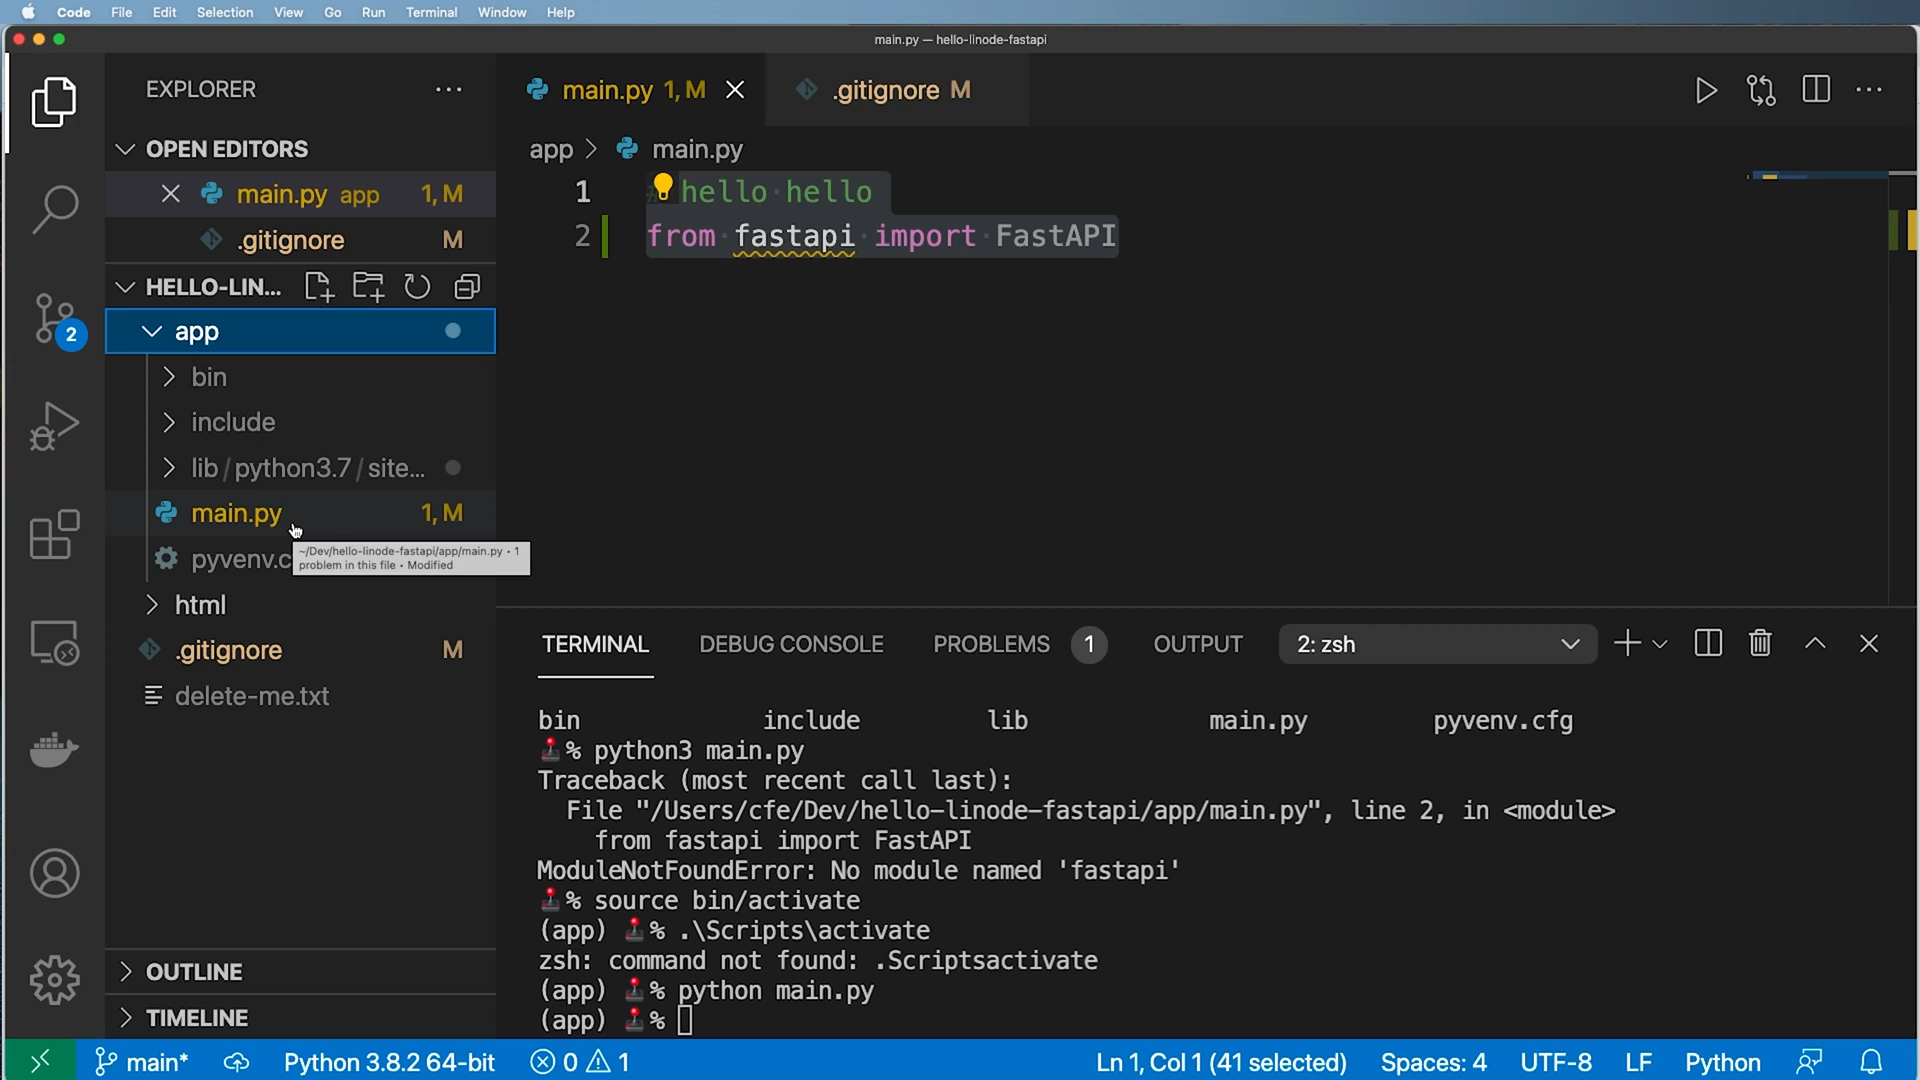 Code File Edit Selection View Go Run Terminal Window Help
main.py — hello-linode-fastapi
EXPLORER
OPEN EDITORS
main.py app 1, M
.gitignore M
HELLO-LIN...
app
bin
include
lib/python3.7/site...
main.py 1, M
pyvenv.c
~/Dev/hello-linode-fastapi/app/main.py • 1
problem in this file • Modified
html
.gitignore M
delete-me.txt
OUTLINE
TIMELINE
2
main.py 1, M
.gitignore M
app > main.py
1 hello hello
2 from fastapi import FastAPI
TERMINAL DEBUG CONSOLE PROBLEMS 1 OUTPUT 2: zsh
bin include lib main.py pyvenv.cfg
% python3 main.py
Traceback (most recent call last):
File "/Users/cfe/Dev/hello-linode-fastapi/app/main.py", line 2, in <module>
from fastapi import FastAPI
ModuleNotFoundError: No module named 'fastapi'
% source bin/activate
(app) % .\Scripts\activate
zsh: command not found: .Scriptsactivate
(app) % python main.py
(app) %
main* Python 3.8.2 64-bit 0 1 Ln 1, Col 1 (41 selected) Spaces: 4 UTF-8 LF Python